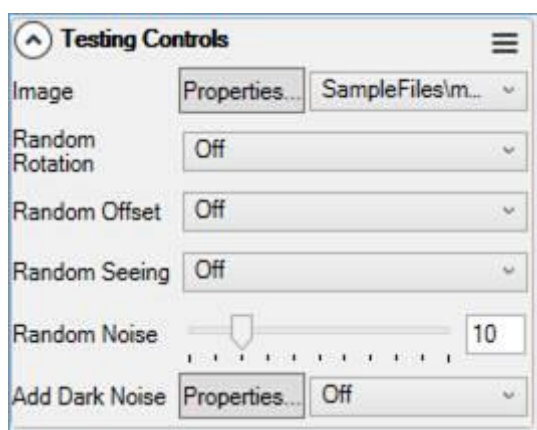 Testing Controls
Image Properties... SampleFiles\m...
Random
Rotation
Off
Random Offset Off
Random Seeing Off
Random Noise 10
Add Dark Noise Properties... Off